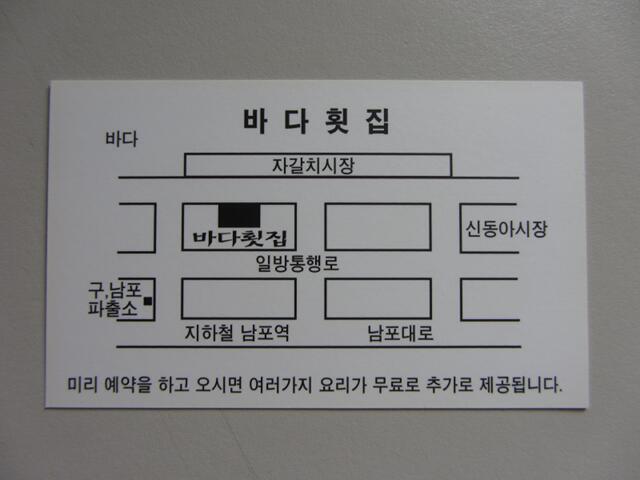 바다횟집
바다
자갈치시장
바다횟집
신동아시장
일방통행로
구,남포
파출소
지하철 남포역
남포대로
미리 예약을 하고 오시면 여러가지 요리가 무료로 추가로 제공됩니다.